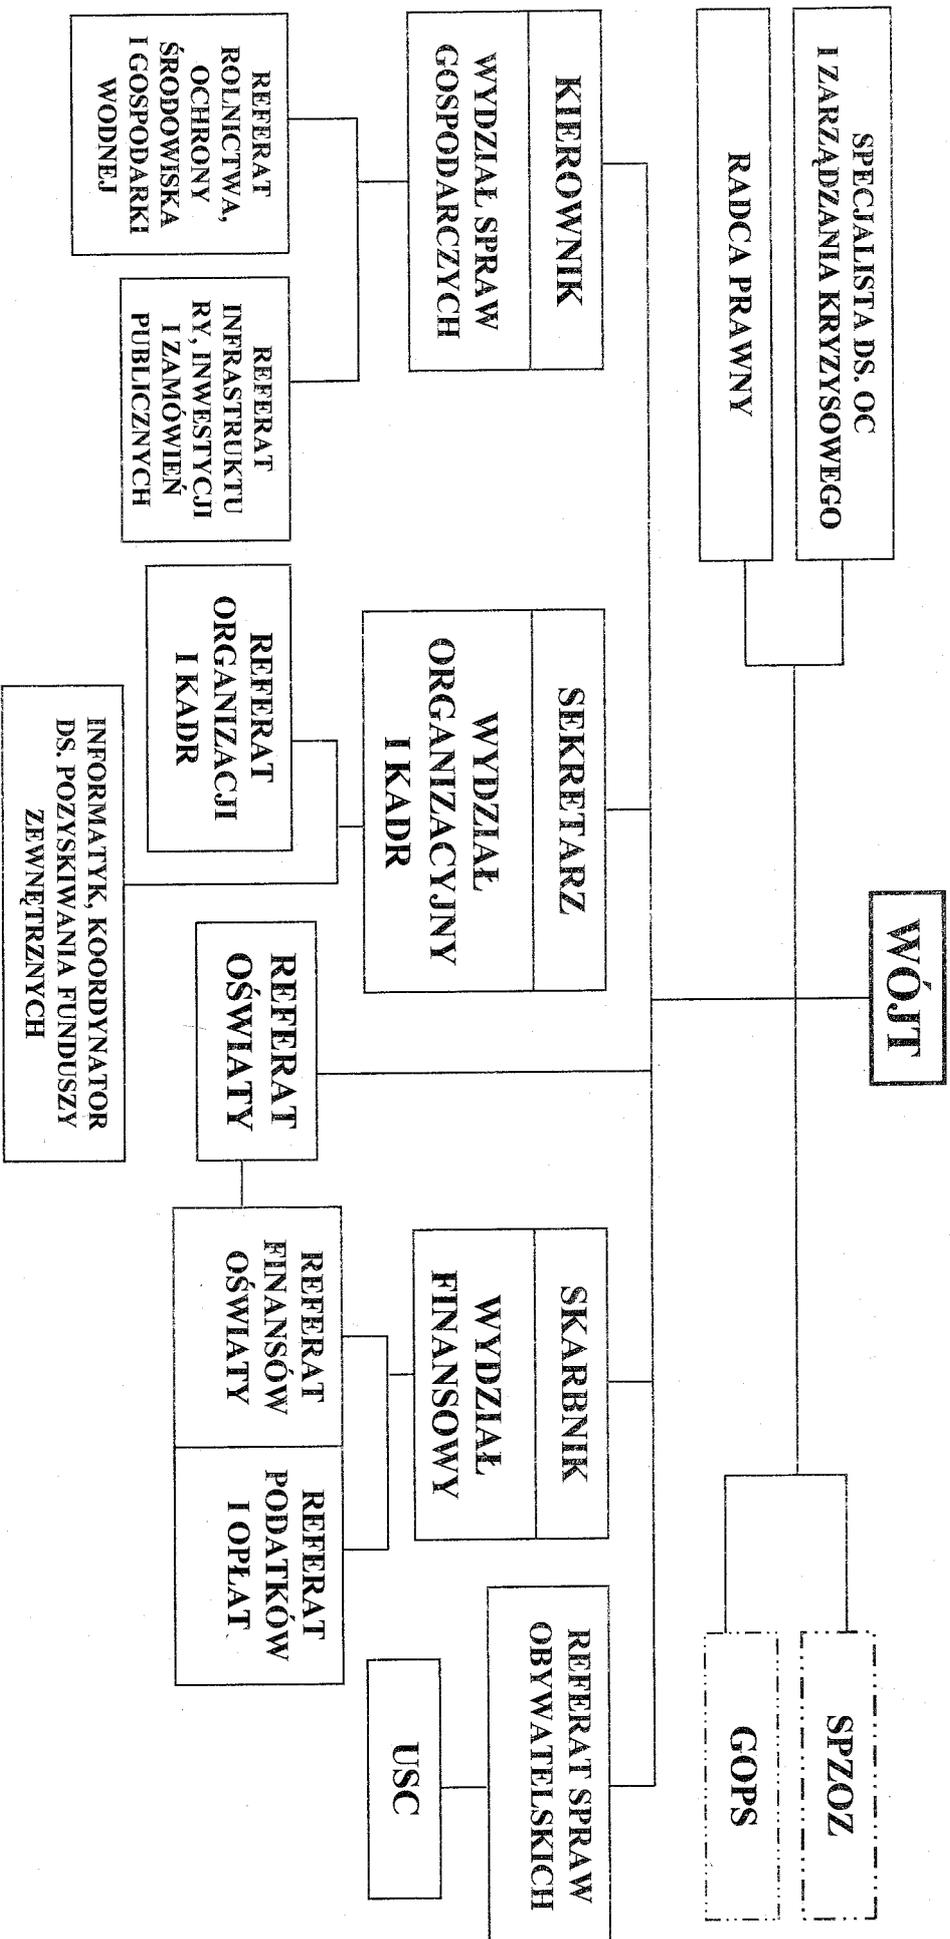 WÓJT
SPECJALISTA DS. OC
I ZARZĄDZANIA KRYZYSOWEGO
RADCA PRAWNY
SPZOZ
GOPS
KIEROWNIK
WYDZIAŁ SPRAW
GOSPODARCZYCH
REFERAT
ROLNICTWA,
OCHRONY
ŚRODOWISKA
I GOSPODARKI
WODNEJ
REFERAT
INFRASTRUKTU
RY, INWESTYCJI
I ZAMÓWIEŃ
PUBLICZNYCH
SEKRETARZ
WYDZIAŁ
ORGANIZACYJNY
I KADR
REFERAT
ORGANIZACJI
I KADR
INFORMATYK, KOORDYNATOR
DS. POZYSKIWANIA FUNDUSZY
ZEWNĘTRZNYCH
REFERAT
OŚWIATY
SKARBNIK
WYDZIAŁ
FINANSOWY
REFERAT
FINANSÓW
OŚWIATY
REFERAT
PODATKÓW
I OPŁAT
REFERAT SPRAW
OBYWATELSKICH
USC